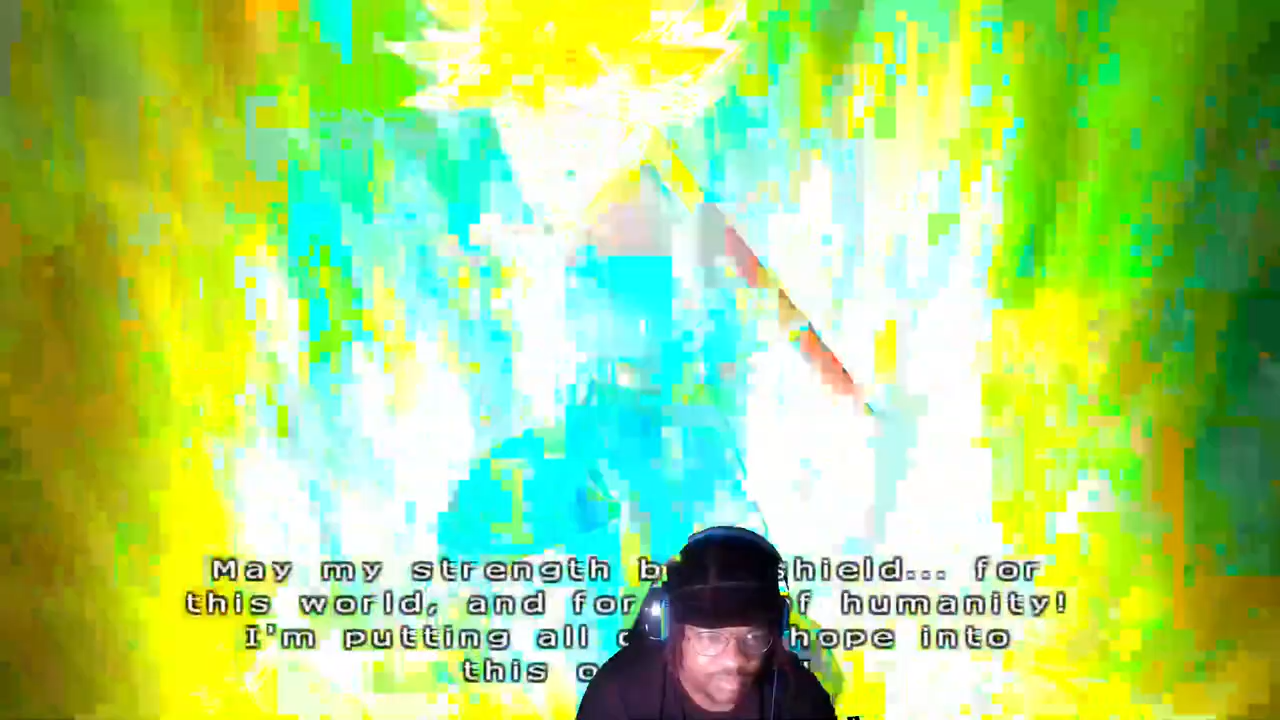 May my strength b shield... for
this world, and for f humanity!
I'm putting all hope into
this o